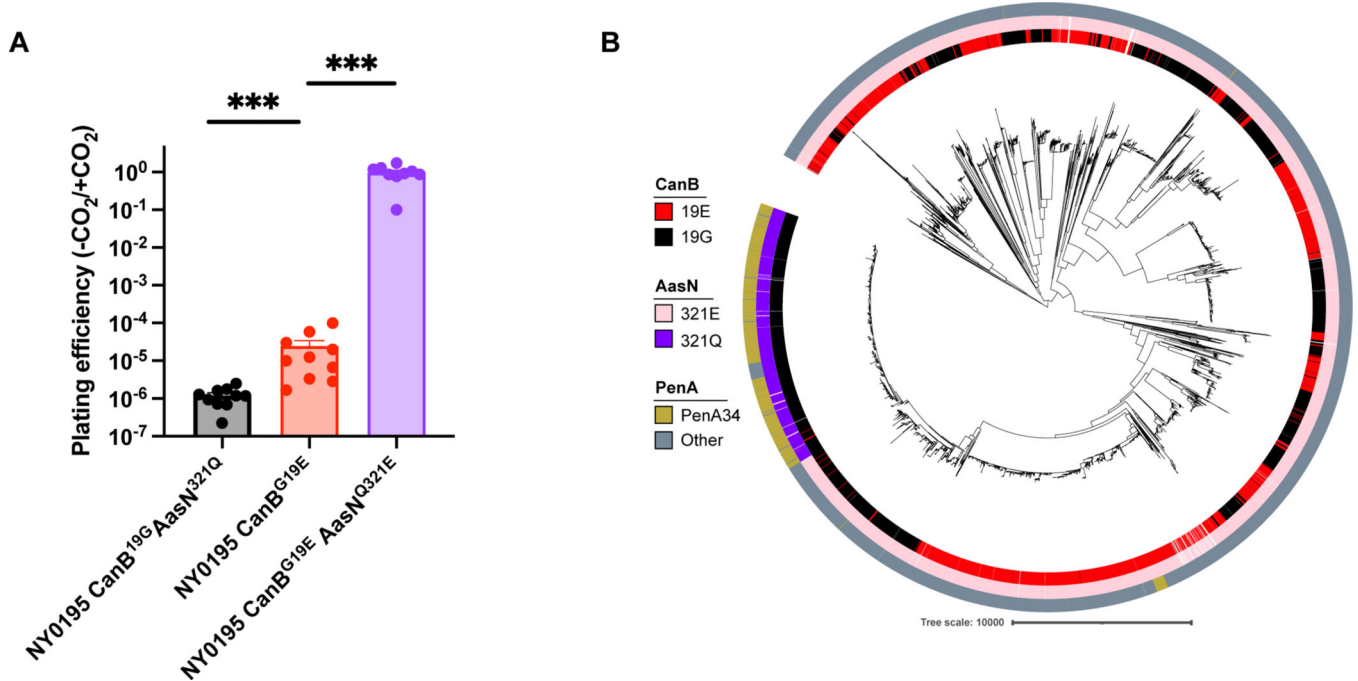 A
***
***
Plating efficiency (-CO₂/+CO₂)
10⁰
10⁻¹
10⁻²
10⁻³
10⁻⁴
10⁻⁵
10⁻⁶
10⁻⁷
NY0195 CanB¹⁹ᴳ AasN³²¹Q
NY0195 CanBᴳ¹⁹ᴱ
NY0195 CanBᴳ¹⁹ᴱ AasNQ³²¹ᴱ
B
CanB
19E
19G
AasN
321E
321Q
PenA
PenA34
Other
Tree scale: 10000